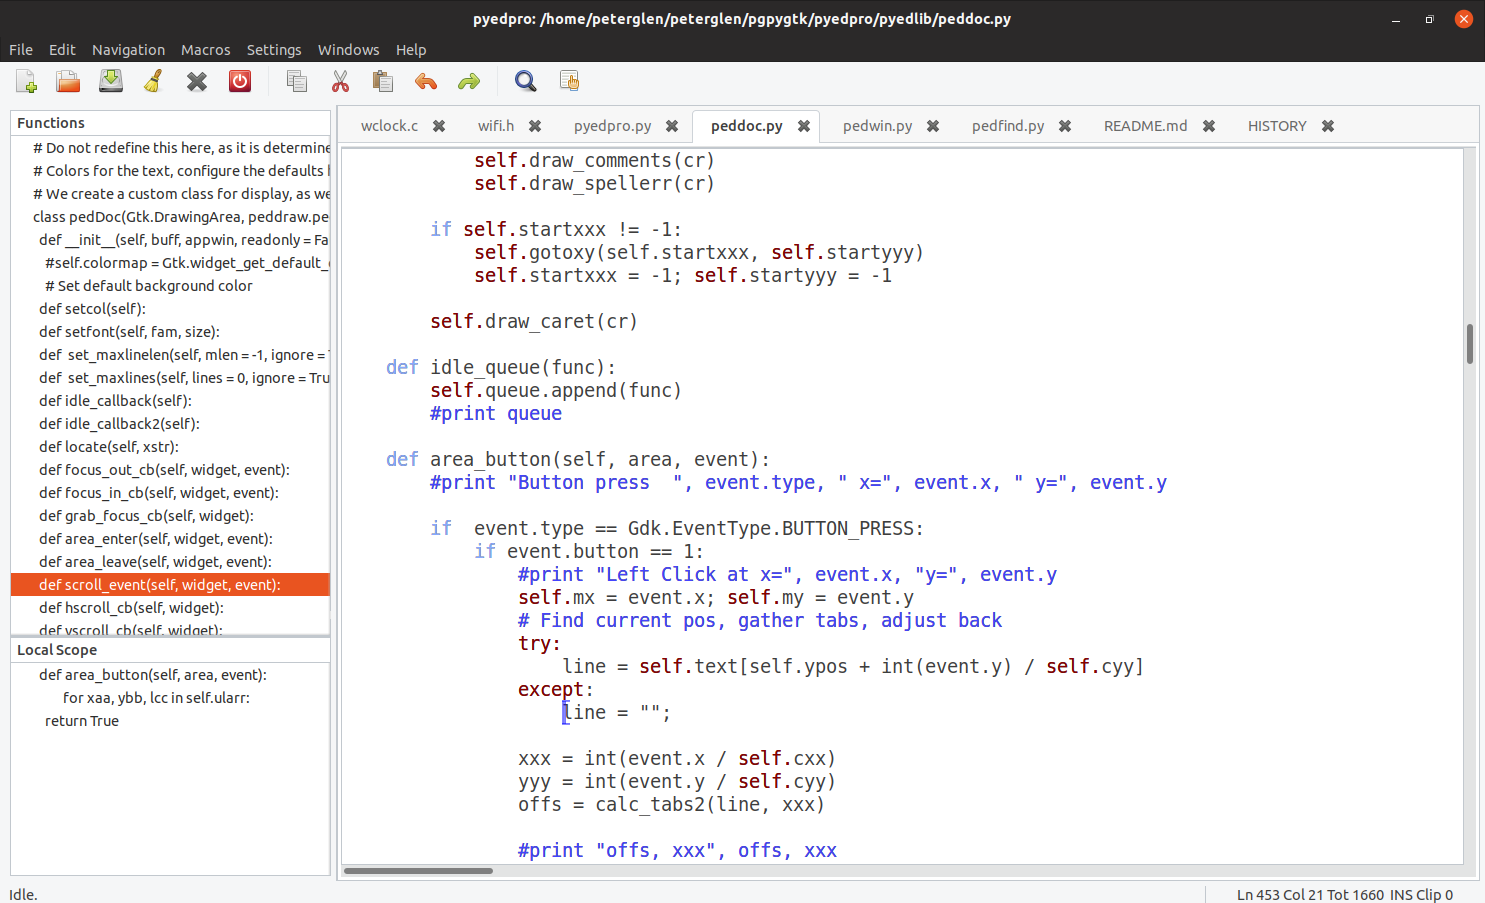 pyedpro: /home/peterglen/peterglen/pgpygtk/pyedpro/pyedlib/peddoc.py
File Edit Navigation Macros Settings Windows Help
Functions
# Do not redefine this here, as it is determine
# Colors for the text, configure the defaults
# We create a custom class for display, as we
class pedDoc(Gtk.DrawingArea, peddraw.pe
def __init__(self, buff, appwin, readonly = Fa
#self.colormap = Gtk.widget_get_default_
# Set default background color
def setcol(self):
def setfont(self, fam, size):
def  set_maxlinelen(self, mlen = -1, ignore =
def  set_maxlines(self, lines = 0, ignore = Tru
def idle_callback(self):
def idle_callback2(self):
def locate(self, xstr):
def focus_out_cb(self, widget, event):
def focus_in_cb(self, widget, event):
def grab_focus_cb(self, widget):
def area_enter(self, widget, event):
def area_leave(self, widget, event):
def scroll_event(self, widget, event):
def hscroll_cb(self, widget):
def vscroll_cb(self, widget):
Local Scope
def area_button(self, area, event):
for xaa, ybb, lcc in self.ularr:
return True
wclock.c wifi.h pyedpro.py peddoc.py pedwin.py pedfind.py README.md HISTORY
self.draw_comments(cr)
self.draw_spellerr(cr)
if self.startxxx != -1:
self.gotoxy(self.startxxx, self.startyyy)
self.startxxx = -1; self.startyyy = -1
self.draw_caret(cr)
def idle_queue(func):
self.queue.append(func)
#print queue
def area_button(self, area, event):
#print "Button press  ", event.type, " x=", event.x, " y=", event.y
if  event.type == Gdk.EventType.BUTTON_PRESS:
if event.button == 1:
#print "Left Click at x=", event.x, "y=", event.y
self.mx = event.x; self.my = event.y
# Find current pos, gather tabs, adjust back
try:
line = self.text[self.ypos + int(event.y) / self.cyy]
except:
line = "";
xxx = int(event.x / self.cxx)
yyy = int(event.y / self.cyy)
offs = calc_tabs2(line, xxx)
#print "offs, xxx", offs, xxx
Idle.
Ln 453 Col 21 Tot 1660 INS Clip 0